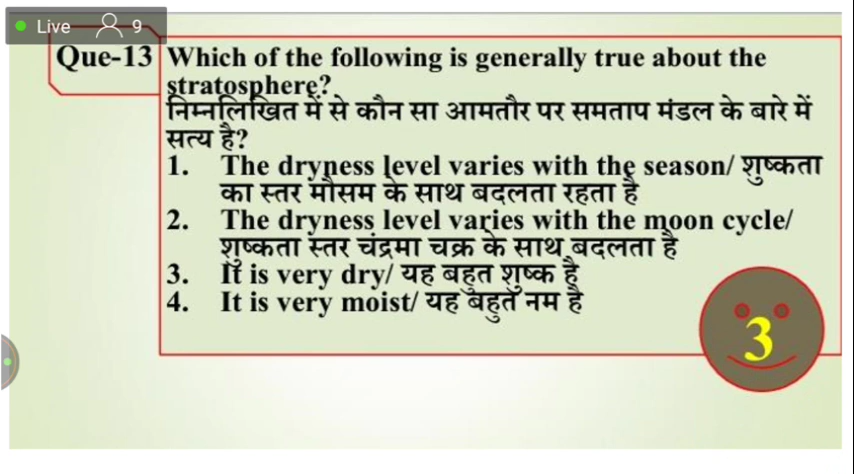 Live 9
Que-13 Which of the following is generally true about the
stratosphere?
निम्नलिखित में से कौन सा आमतौर पर समताप मंडल के बारे में
सत्य है?
1. The dryness level varies with the season/ शुष्कता
का स्तर मौसम के साथ बदलता रहता है
2. The dryness level varies with the moon cycle/
शुष्कता स्तर चंद्रमा चक्र के साथ बदलता है
3. It is very dry/ यह बहुत शुष्क है
4. It is very moist/ यह बहुत नम है
3